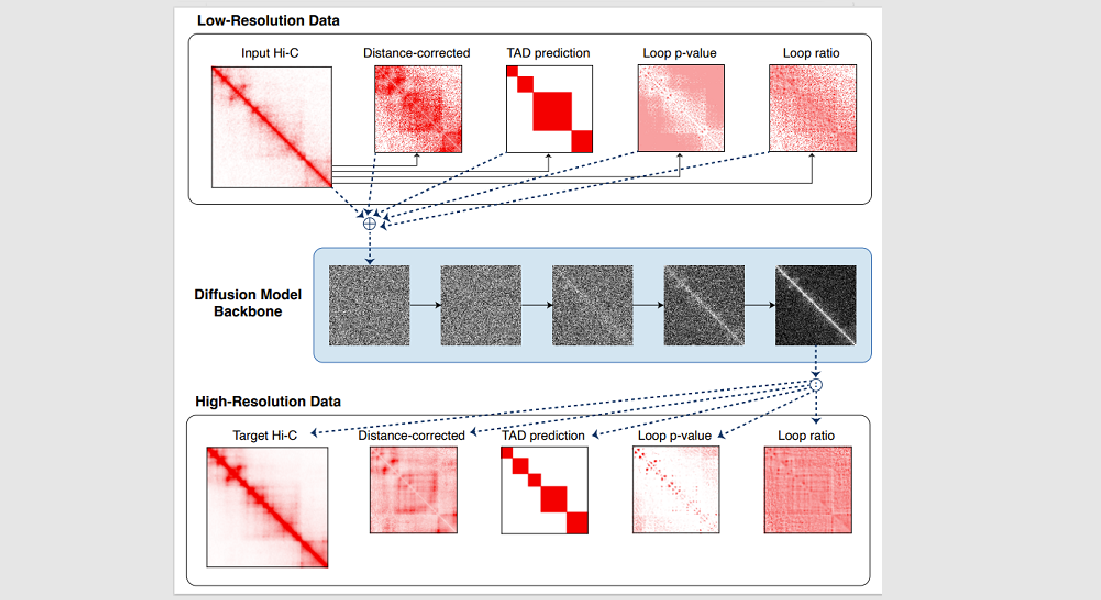 Low-Resolution Data
Input Hi-C
Distance-corrected
TAD prediction
Loop p-value
Loop ratio
Diffusion Model
Backbone
High-Resolution Data
Target Hi-C
Distance-corrected
TAD prediction
Loop p-value
Loop ratio